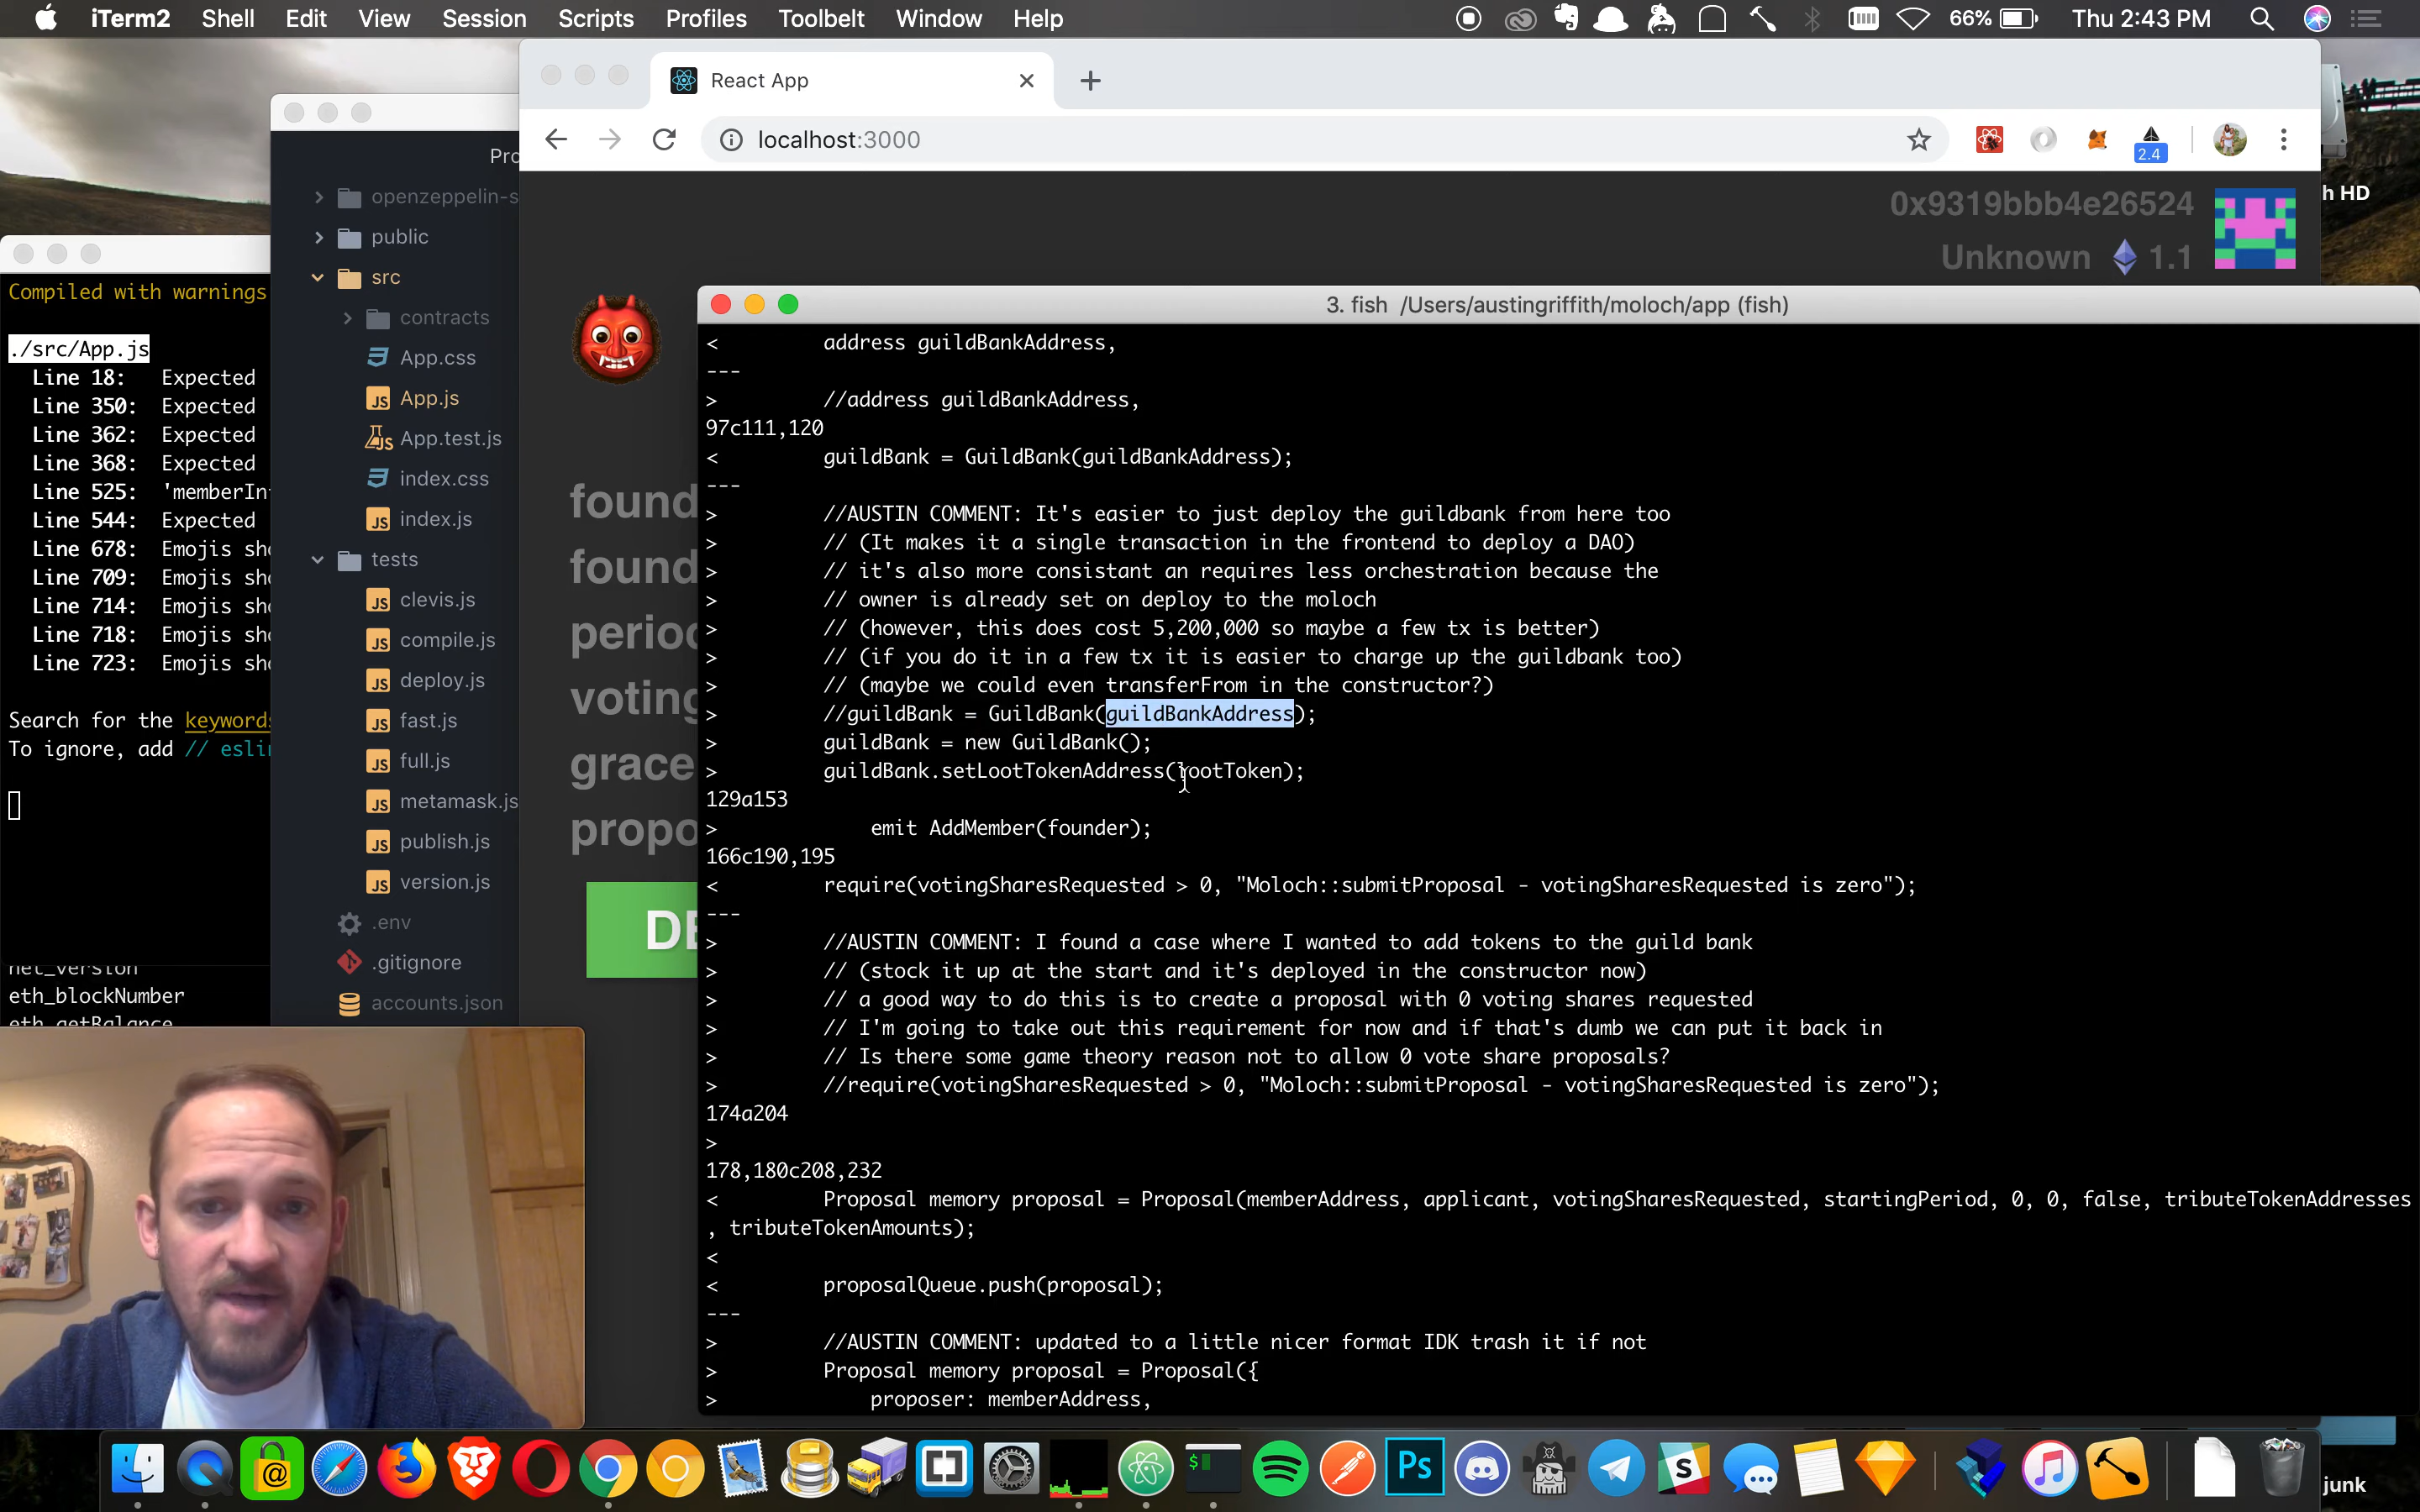 iTerm2 Shell Edit View Session Scripts Profiles Toolbelt Window Help 66% Thu 2:43 PM
React App
localhost:3000
2.4
h HD
0x9319bbb4e26524
Unknown 1.1
openzeppelin-s
public
src
contracts
App.css
App.js
App.test.js
index.css
index.js
tests
clevis.js
compile.js
deploy.js
fast.js
full.js
metamask.js
publish.js
version.js
.env
.gitignore
accounts.json
Compiled with warnings
./src/App.js
Line 18: Expected
Line 350: Expected
Line 362: Expected
Line 368: Expected
Line 525: 'memberIn
Line 544: Expected
Line 678: Emojis sh
Line 709: Emojis sh
Line 714: Emojis sh
Line 718: Emojis sh
Line 723: Emojis sh
Search for the keywords
To ignore, add // eslin
net_version
eth_blockNumber
eth_getBalance
found
found
period
voting
grace
propo
DE
3. fish /Users/austingriffith/moloch/app (fish)
< address guildBankAddress,
---
> //address guildBankAddress,
97c111,120
< guildBank = GuildBank(guildBankAddress);
---
> //AUSTIN COMMENT: It's easier to just deploy the guildbank from here too
> // (It makes it a single transaction in the frontend to deploy a DAO)
> // it's also more consistant an requires less orchestration because the
> // owner is already set on deploy to the moloch
> // (however, this does cost 5,200,000 so maybe a few tx is better)
> // (if you do it in a few tx it is easier to charge up the guildbank too)
> // (maybe we could even transferFrom in the constructor?)
> //guildBank = GuildBank(guildBankAddress);
> guildBank = new GuildBank();
> guildBank.setLootTokenAddress(lootToken);
129a153
> emit AddMember(founder);
166c190,195
< require(votingSharesRequested > 0, "Moloch::submitProposal - votingSharesRequested is zero");
---
> //AUSTIN COMMENT: I found a case where I wanted to add tokens to the guild bank
> // (stock it up at the start and it's deployed in the constructor now)
> // a good way to do this is to create a proposal with 0 voting shares requested
> // I'm going to take out this requirement for now and if that's dumb we can put it back in
> // Is there some game theory reason not to allow 0 vote share proposals?
> //require(votingSharesRequested > 0, "Moloch::submitProposal - votingSharesRequested is zero");
174a204
>
178,180c208,232
< Proposal memory proposal = Proposal(memberAddress, applicant, votingSharesRequested, startingPeriod, 0, 0, false, tributeTokenAddresses
, tributeTokenAmounts);
<
< proposalQueue.push(proposal);
---
> //AUSTIN COMMENT: updated to a little nicer format IDK trash it if not
> Proposal memory proposal = Proposal({
> proposer: memberAddress,
Ps
junk